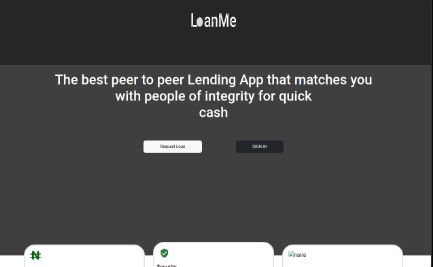 LoanMe
The best peer to peer Lending App that matches you
with people of integrity for quick
cash
Request Loan
SIGN IN
Security
naira